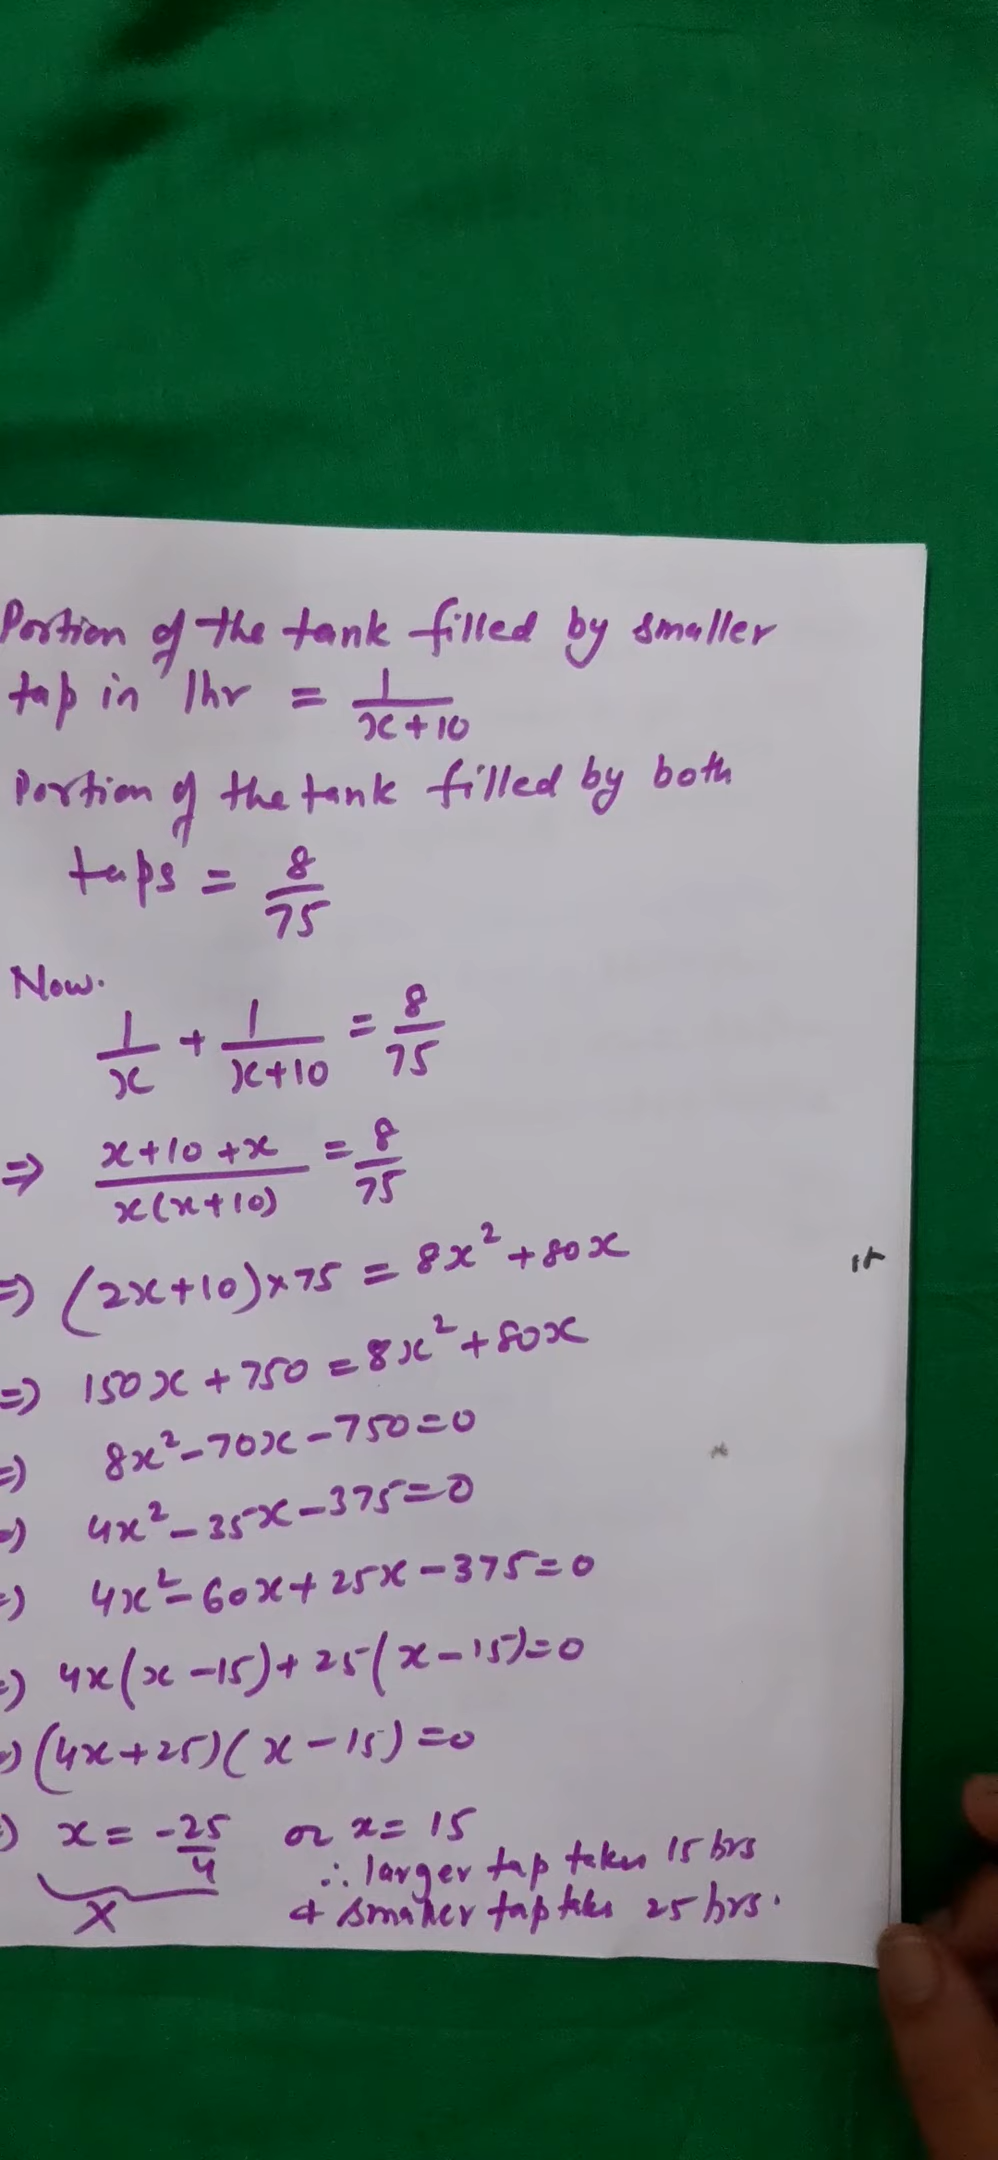 Portion of the tank filled by smaller
tap in 1hr = 1/(x+10)
Portion of the tank filled by both
taps = 8/75
Now.
1/x + 1/(x+10) = 8/75
⇒ (x+10+x)/(x(x+10)) = 8/75
⇒ (2x+10)×75 = 8x²+80x
⇒ 150x+750 = 8x²+80x
⇒ 8x²-70x-750=0
⇒ 4x²-35x-375=0
⇒ 4x²-60x+25x-375=0
⇒ 4x(x-15)+25(x-15)=0
⇒ (4x+25)(x-15)=0
⇒ x = -25/4 or x= 15
∴ larger tap takes 15 hrs
X & smaller tap takes 25 hrs.